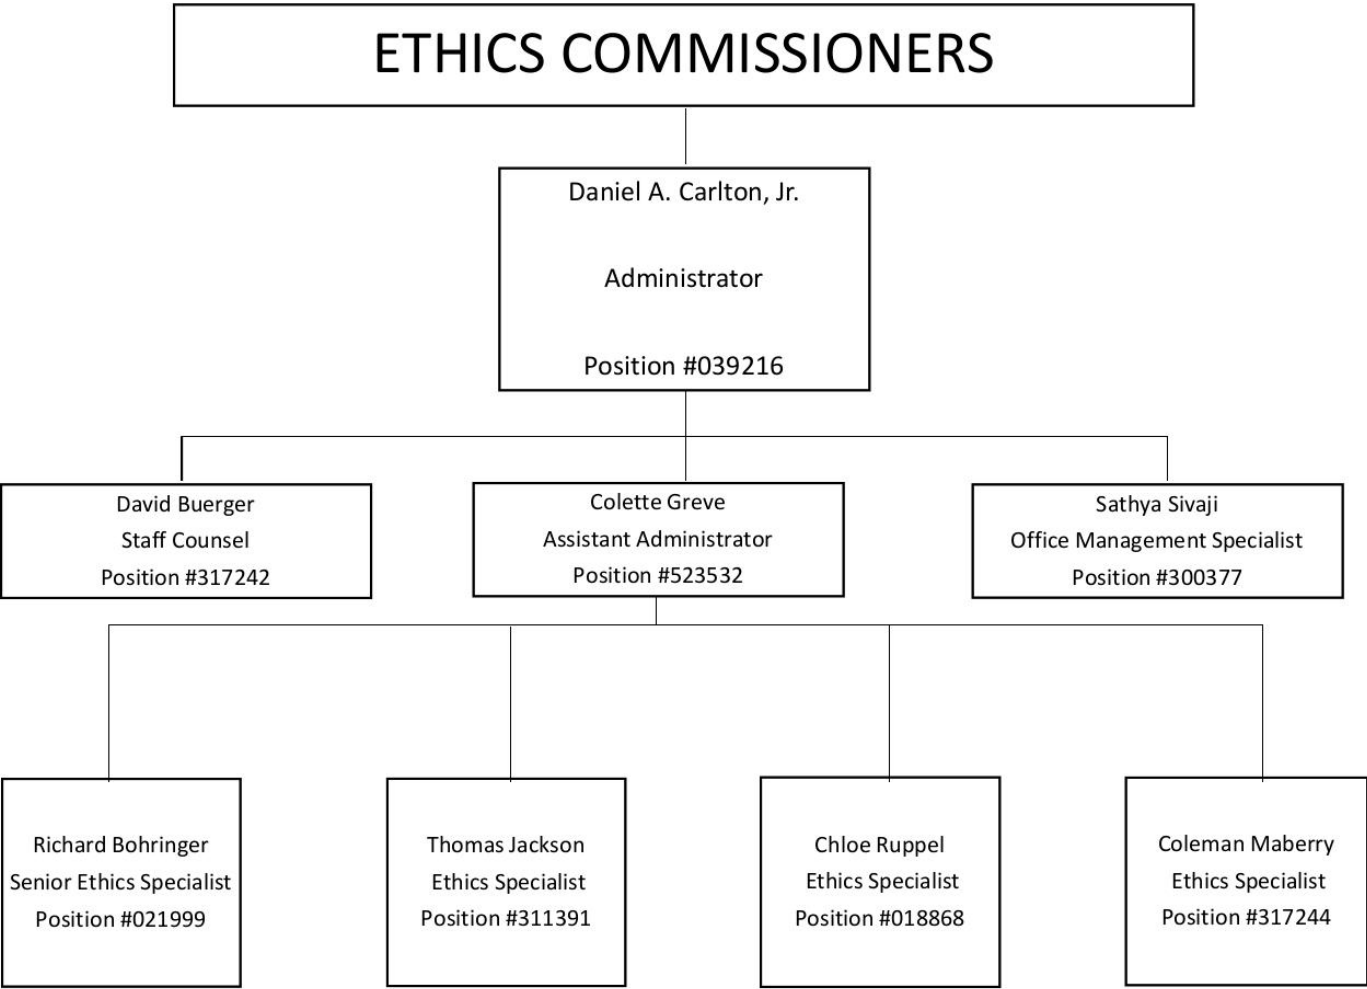 ETHICS COMMISSIONERS
Daniel A. Carlton, Jr.
Administrator
Position #039216
David Buerger
Staff Counsel
Position #317242
Colette Greve
Assistant Administrator
Position #523532
Sathya Sivaji
Office Management Specialist
Position #300377
Richard Bohringer
Senior Ethics Specialist
Position #021999
Thomas Jackson
Ethics Specialist
Position #311391
Chloe Ruppel
Ethics Specialist
Position #018868
Coleman Maberry
Ethics Specialist
Position #317244